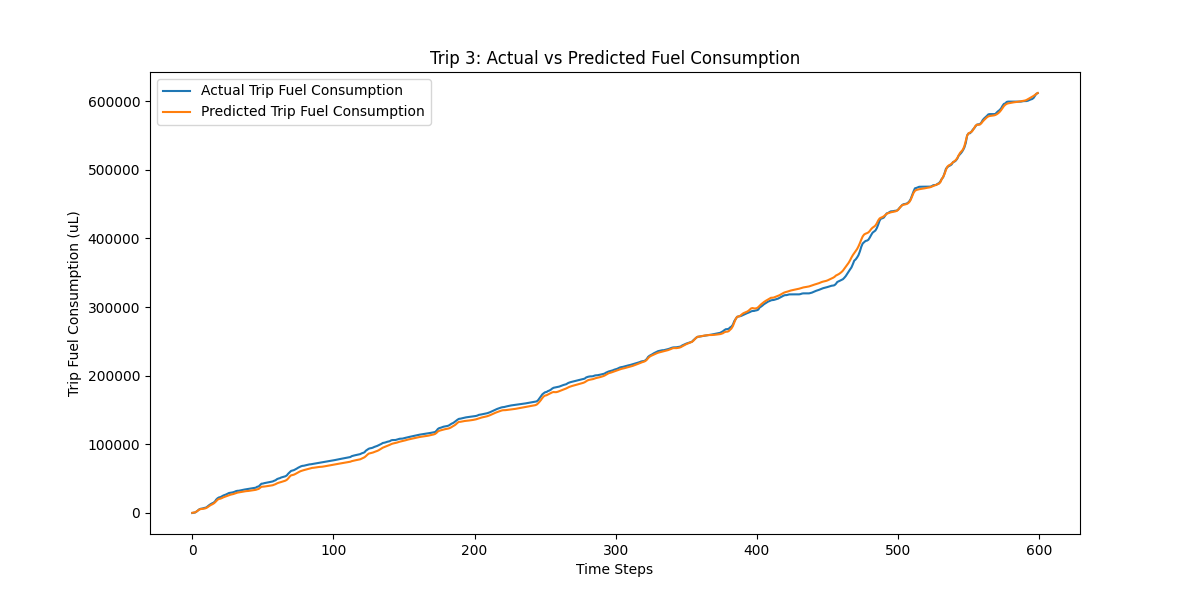 Trip 3: Actual vs Predicted Fuel Consumption
Actual Trip Fuel Consumption
Predicted Trip Fuel Consumption
Trip Fuel Consumption (uL)
600000
500000
400000
300000
200000
100000
0
0 100 200 300 400 500 600
Time Steps